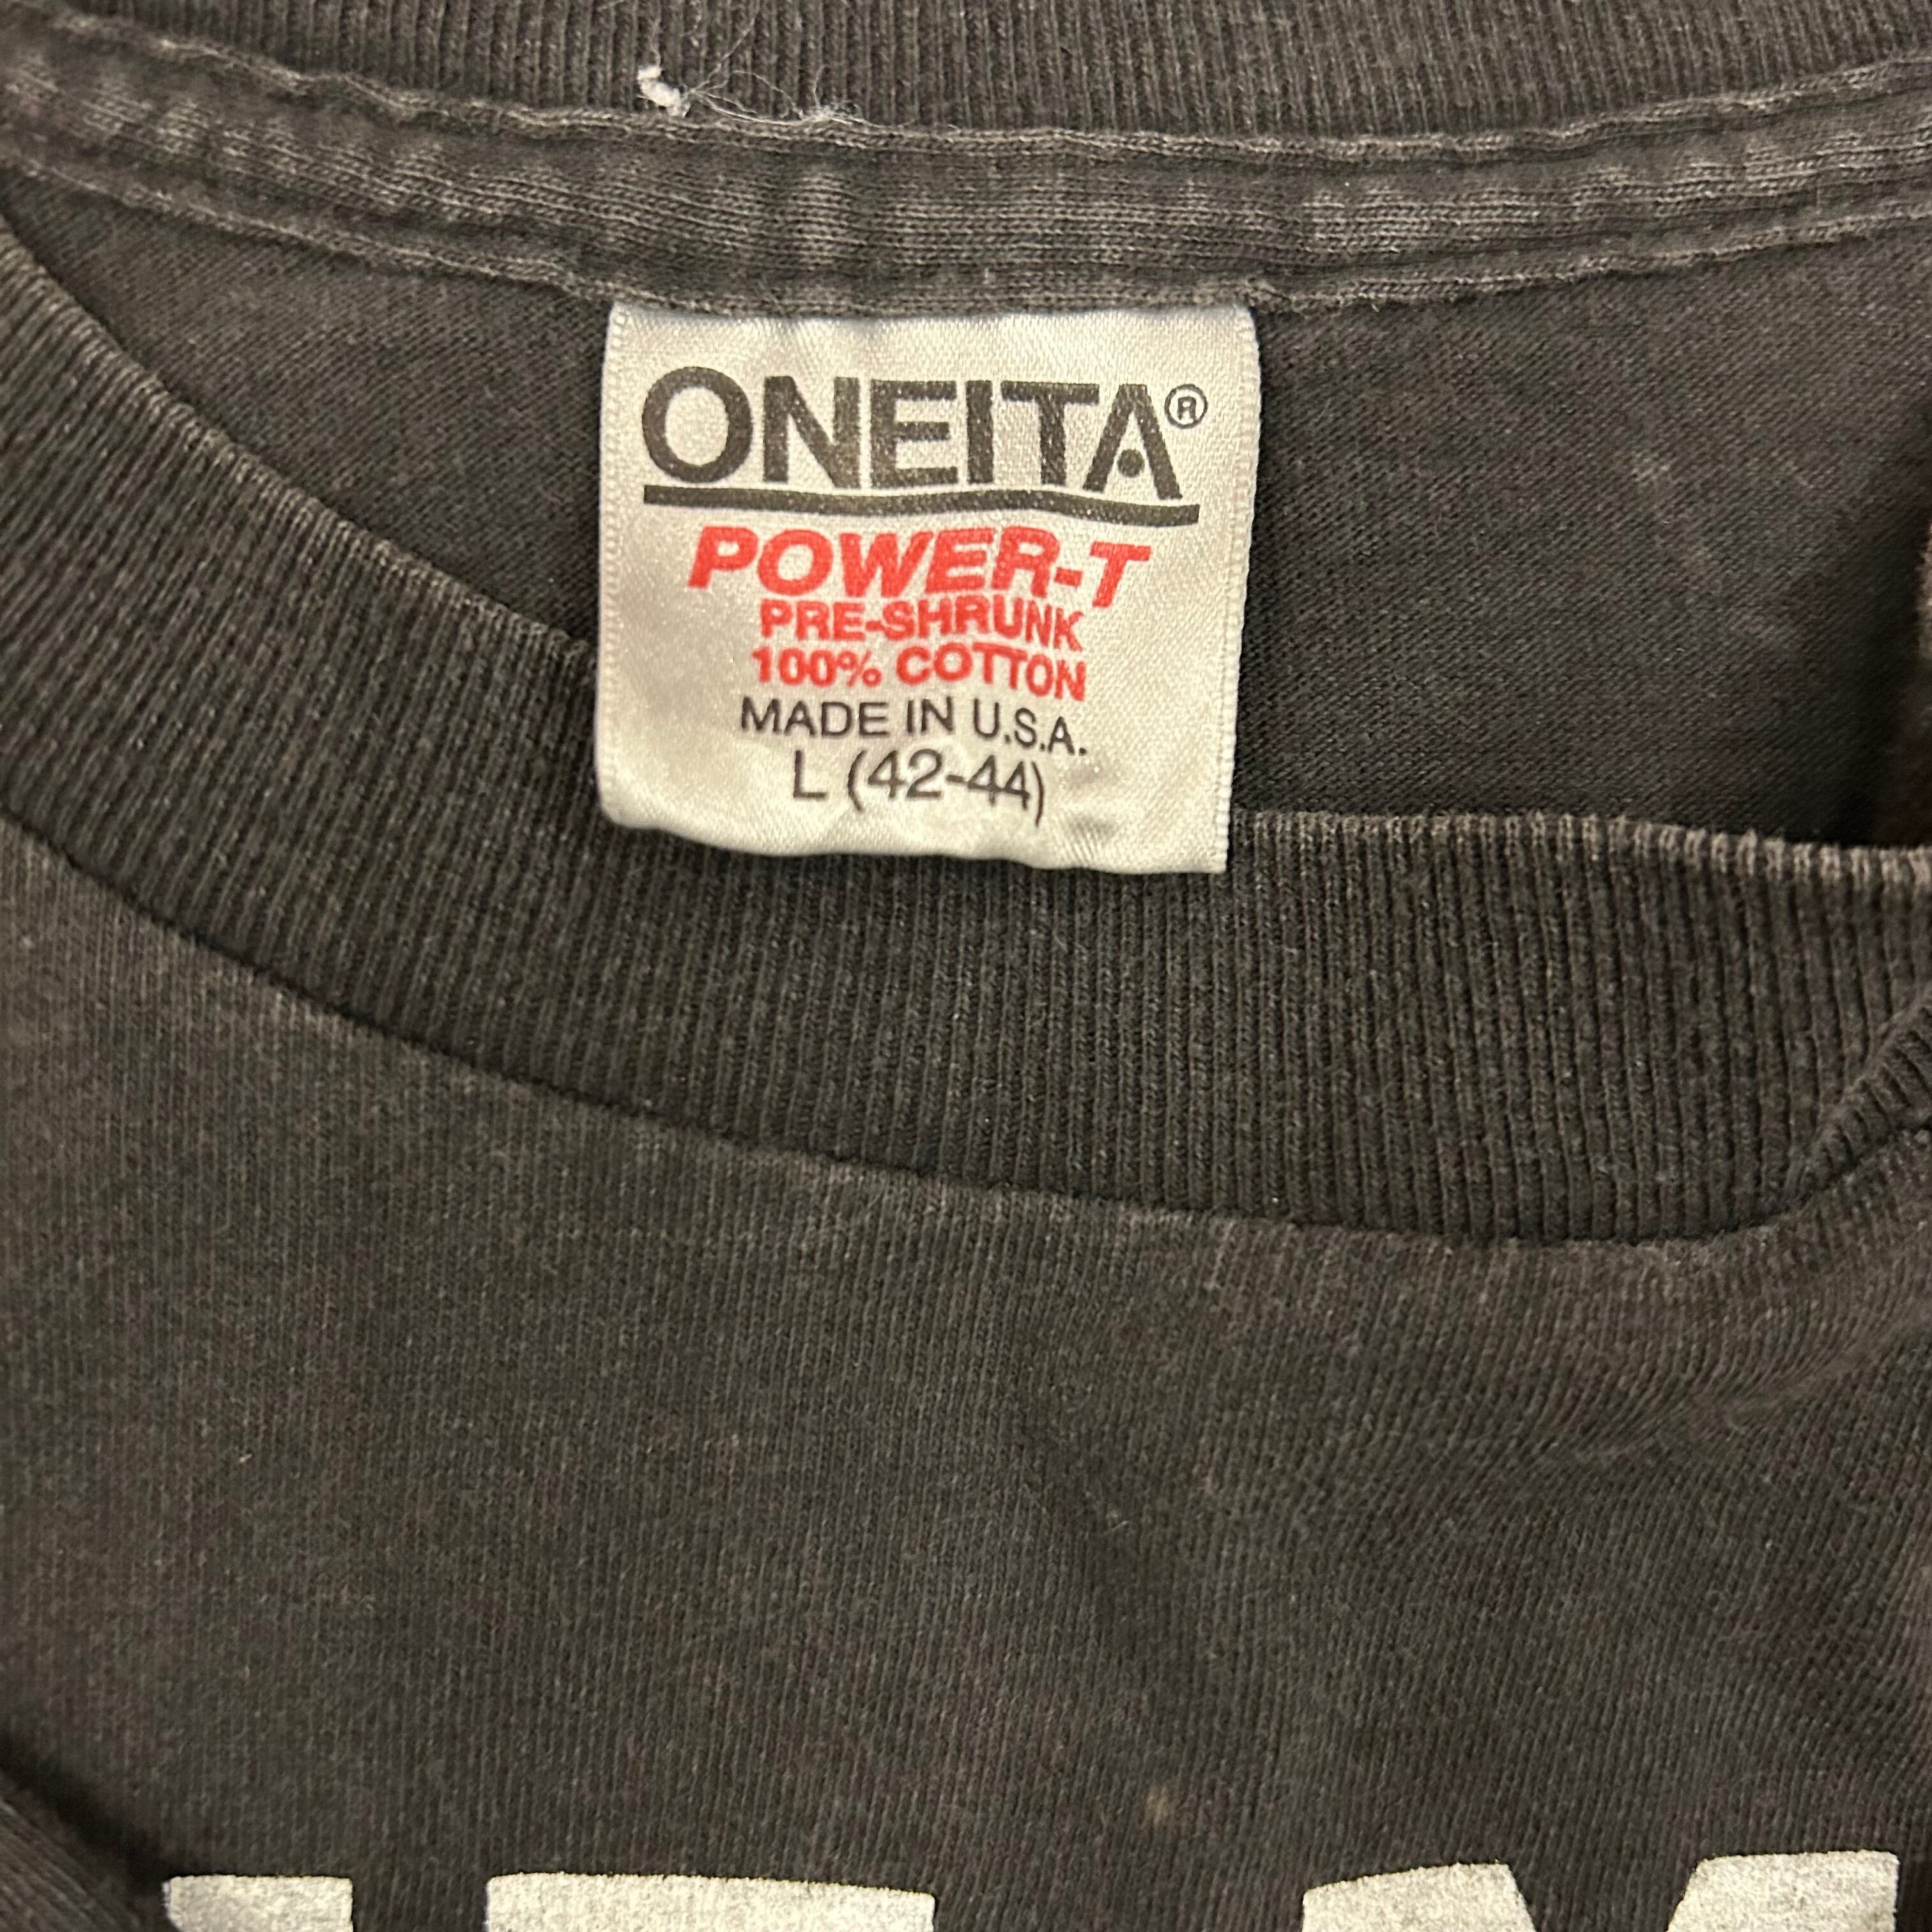 ONEITA®
POWER-T
PRE-SHRUNK
100% COTTON
MADE IN U.S.A.
L (42-44)